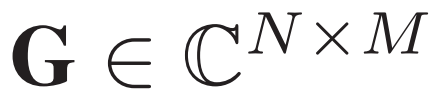 𝐆 ∈ ℂ^{N×M}